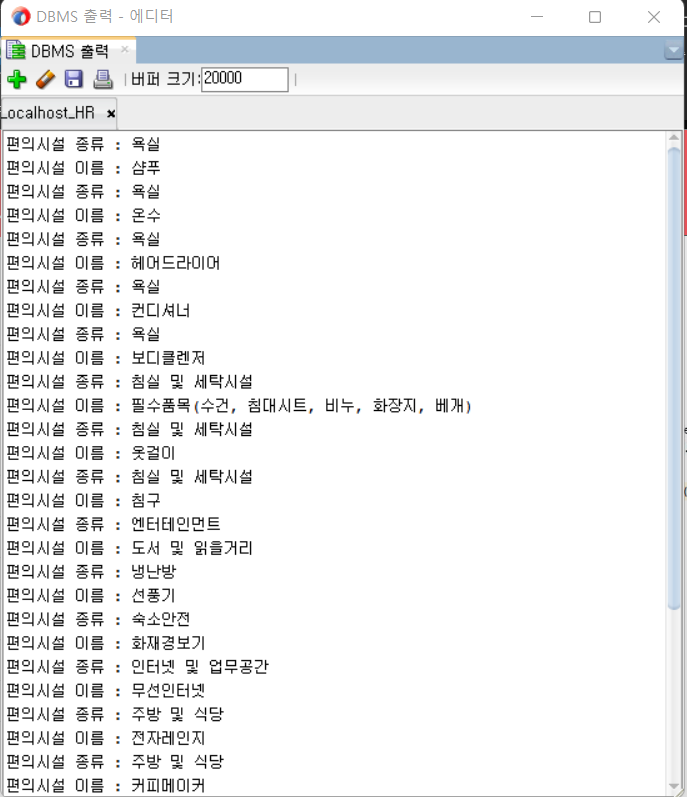 DBMS 출력 - 에디터
DBMS 출력
버퍼 크기:20000
Localhost_HR
편의시설 종류 : 욕실
편의시설 이름 : 샴푸
편의시설 종류 : 욕실
편의시설 이름 : 온수
편의시설 종류 : 욕실
편의시설 이름 : 헤어드라이어
편의시설 종류 : 욕실
편의시설 이름 : 컨디셔너
편의시설 종류 : 욕실
편의시설 이름 : 보디클렌저
편의시설 종류 : 침실 및 세탁시설
편의시설 이름 : 필수품목(수건, 침대시트, 비누, 화장지, 베개)
편의시설 종류 : 침실 및 세탁시설
편의시설 이름 : 옷걸이
편의시설 종류 : 침실 및 세탁시설
편의시설 이름 : 침구
편의시설 종류 : 엔터테인먼트
편의시설 이름 : 도서 및 읽을거리
편의시설 종류 : 냉난방
편의시설 이름 : 선풍기
편의시설 종류 : 숙소안전
편의시설 이름 : 화재경보기
편의시설 종류 : 인터넷 및 업무공간
편의시설 이름 : 무선인터넷
편의시설 종류 : 주방 및 식당
편의시설 이름 : 전자레인지
편의시설 종류 : 주방 및 식당
편의시설 이름 : 커피메이커